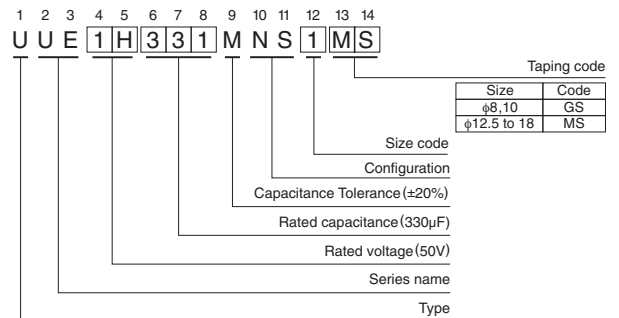 1 2 3 4 5 6 7 8 9 10 11 12 13 14
U U E 1 H 3 3 1 M N S 1 M S
Taping code
Size Code
ϕ8,10 GS
ϕ12.5 to 18 MS
Size code
Configuration
Capacitance Tolerance (±20%)
Rated capacitance (330µF)
Rated voltage (50V)
Series name
Type